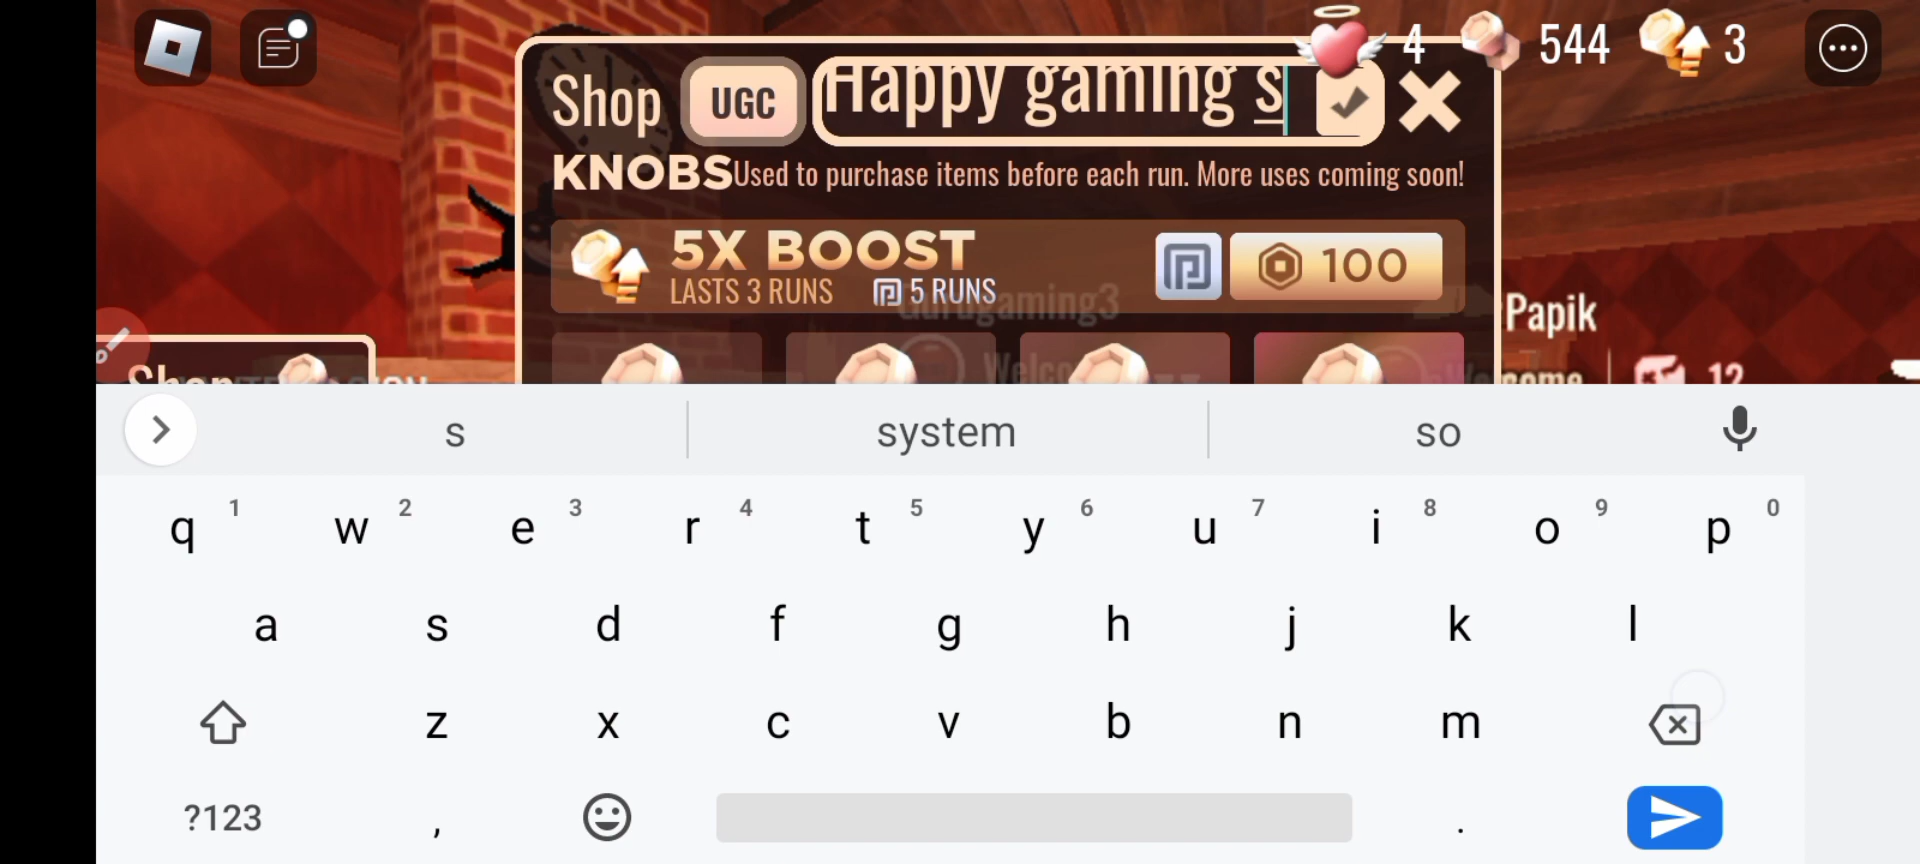 4 544 3
Shop UGC Happy gaming s
KNOBS Used to purchase items before each run. More uses coming soon!
5X BOOST
LASTS 3 RUNS 5 RUNS
100
gaming3
Papik
Shop
12
s system so
q 1 w 2 e 3 r 4 t 5 y 6 u 7 i 8 o 9 p 0
a s d f g h j k l
z x c v b n m
?123 , .